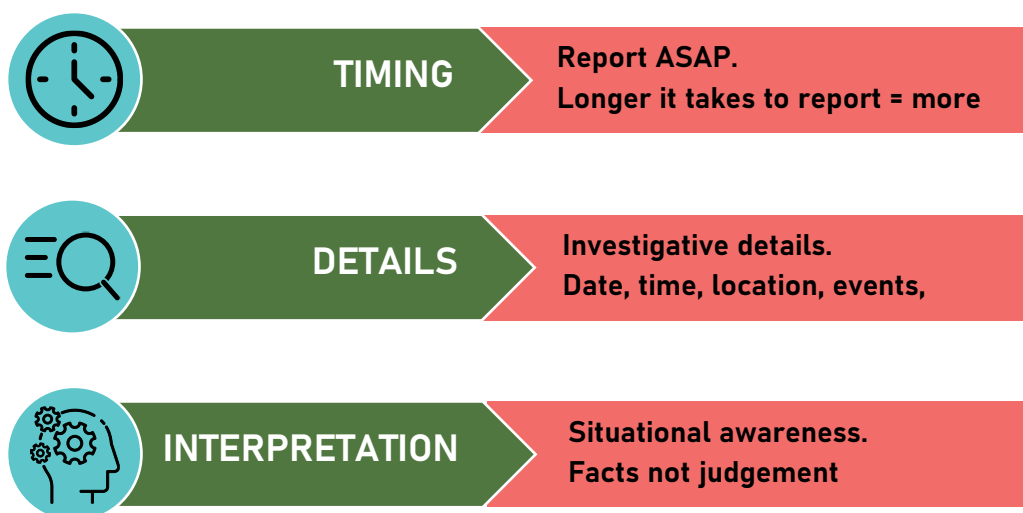 TIMING
Report ASAP.
Longer it takes to report = more
DETAILS
Investigative details.
Date, time, location, events,
INTERPRETATION
Situational awareness.
Facts not judgement